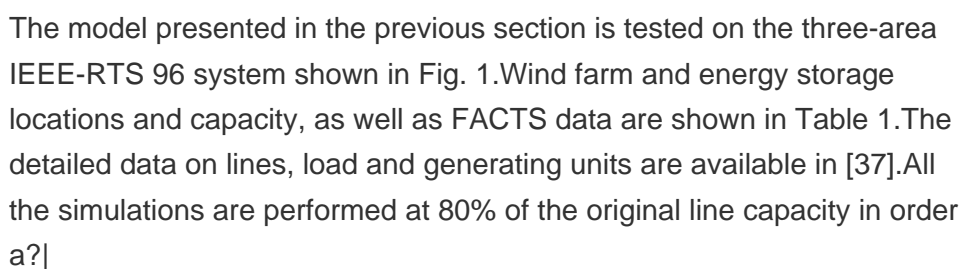 The model presented in the previous section is tested on the three-area
IEEE-RTS 96 system shown in Fig. 1.Wind farm and energy storage
locations and capacity, as well as FACTS data are shown in Table 1.The
detailed data on lines, load and generating units are available in [37].All
the simulations are performed at 80% of the original line capacity in order
a?|